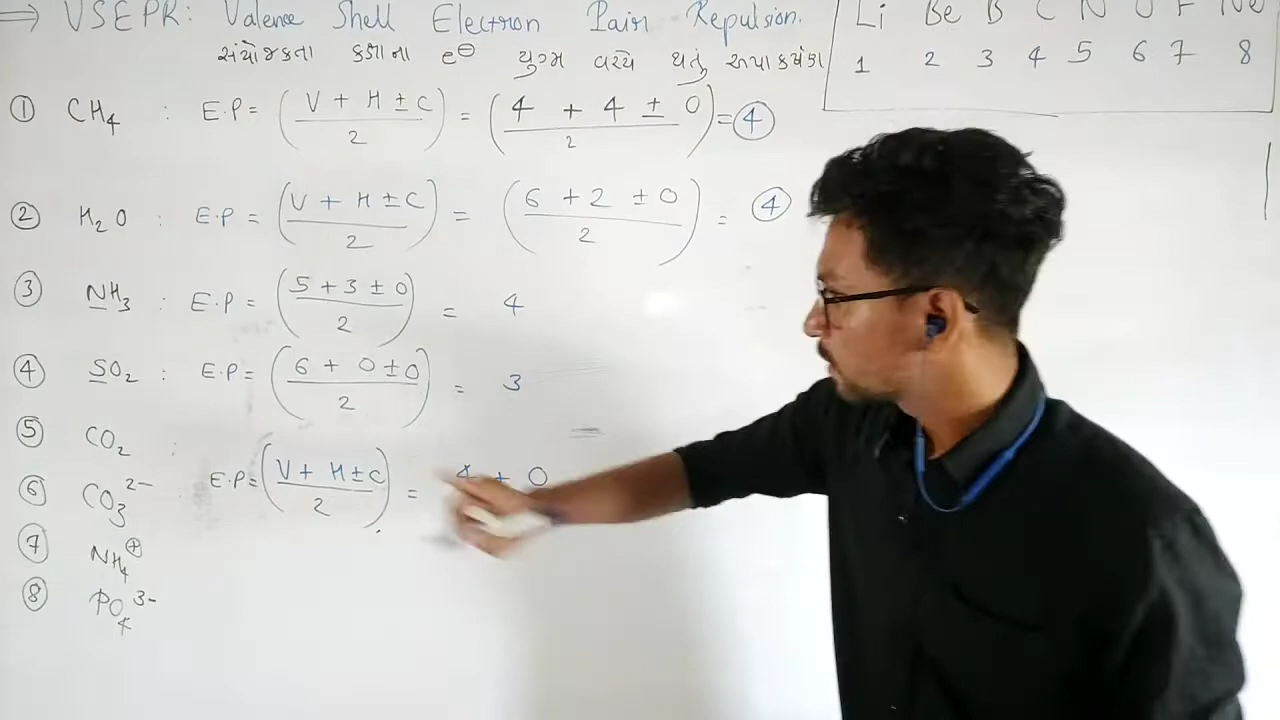 ⇒ VSEPR: Valence Shell Electron Pair Repulsion.
સંયોજકતા કક્ષાના e⊖ યુગ્મ વચ્ચે થતું અપાકર્ષણ
Li Be B C N O F Ne
1 2 3 4 5 6 7 8
① CH₄ : E.P = (V + H ± C / 2) = (4 + 4 ± 0 / 2) = ④
② H₂O : E.P = (V + H ± C / 2) = (6 + 2 ± 0 / 2) = ④
③ NH₃ : E.P = (5 + 3 ± 0 / 2) = 4
④ SO₂ : E.P = (6 + 0 ± 0 / 2) = 3
⑤ CO₂ :
⑥ CO₃²⁻ : E.P = (V + H ± C / 2) = 4 + 0
⑦ NH₄⊕
⑧ PO₄³⁻